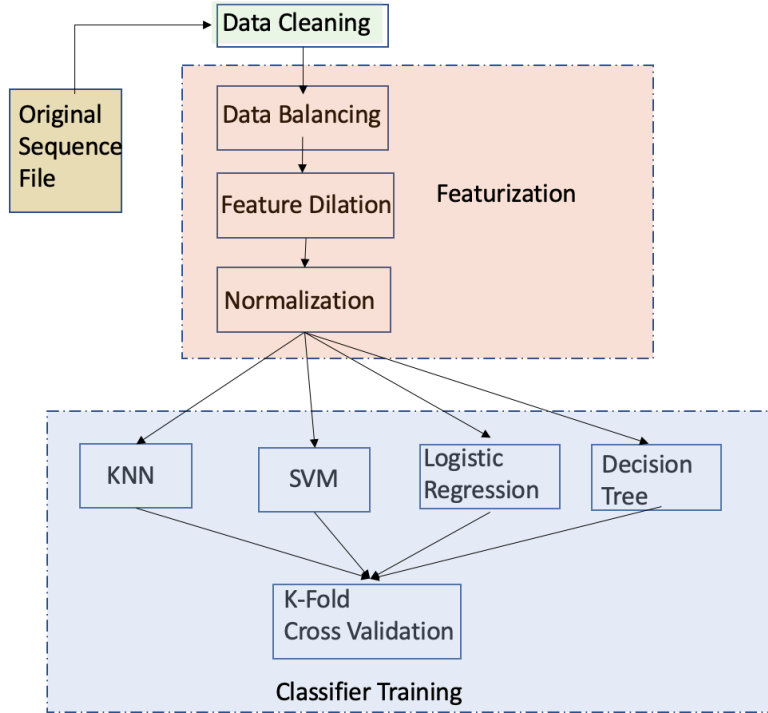 Data Cleaning
Original
Sequence
File
Data Balancing
Feature Dilation
Featurization
Normalization
KNN
SVM
Logistic
Regression
Decision
Tree
K-Fold
Cross Validation
Classifier Training